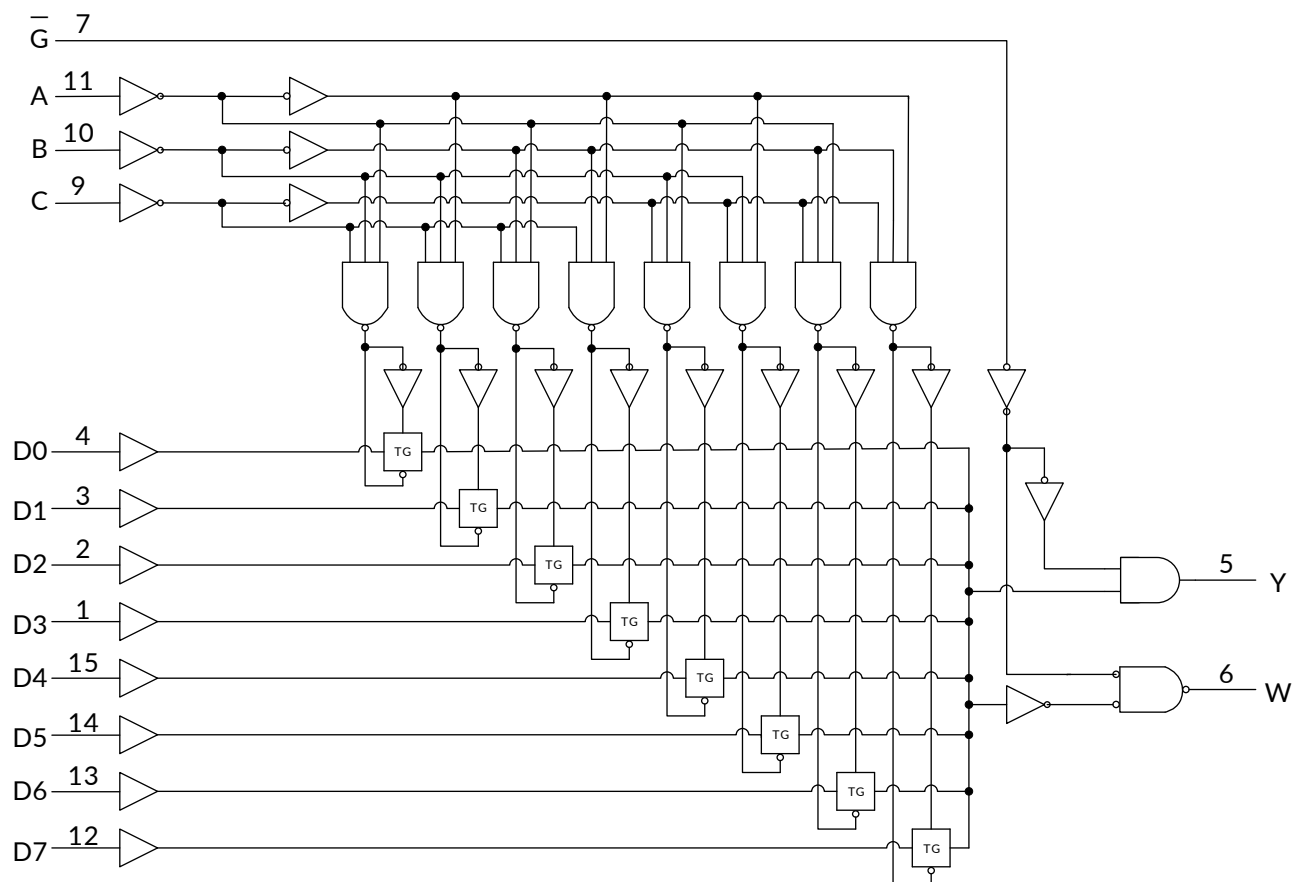 G̅ 7
A 11
B 10
C 9
D0 4
TG
D1 3
TG
D2 2
TG
5 Y
D3 1
TG
D4 15
TG
6 W
D5 14
TG
D6 13
TG
D7 12
TG